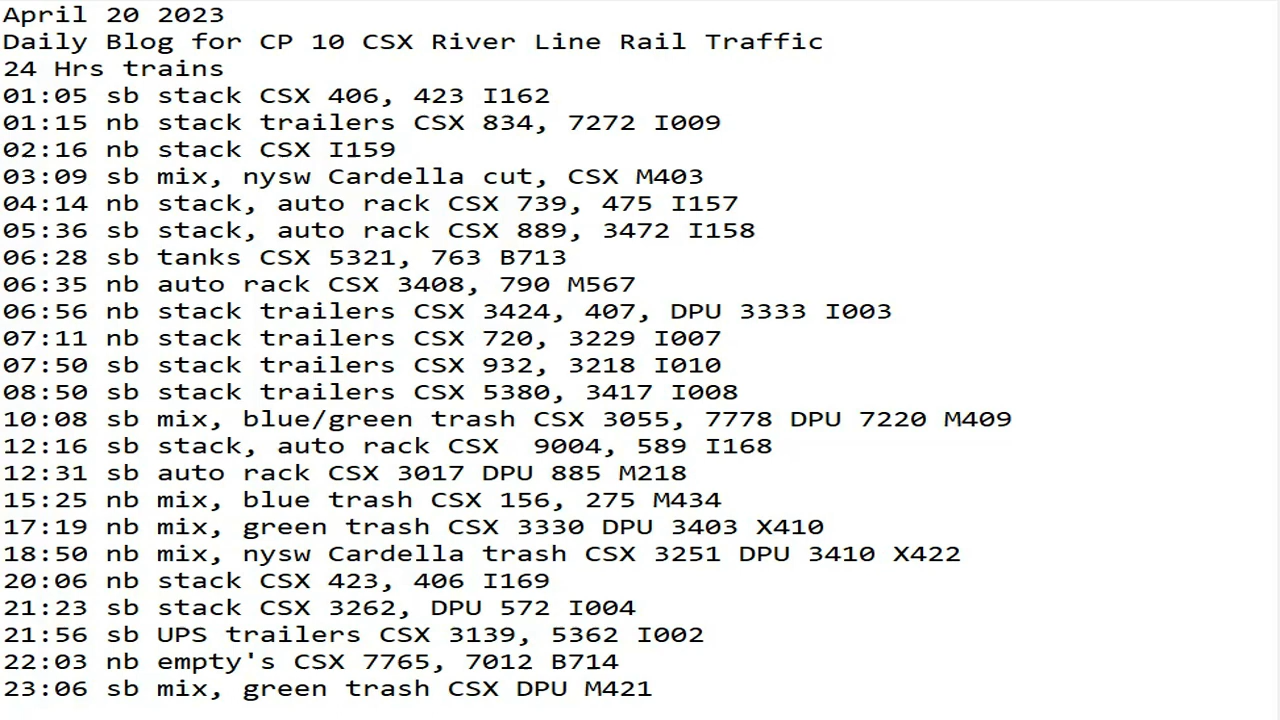 April 20 2023
Daily Blog for CP 10 CSX River Line Rail Traffic
24 Hrs trains
01:05 sb stack CSX 406, 423 I162
01:15 nb stack trailers CSX 834, 7272 I009
02:16 nb stack CSX I159
03:09 sb mix, nysw Cardella cut, CSX M403
04:14 nb stack, auto rack CSX 739, 475 I157
05:36 sb stack, auto rack CSX 889, 3472 I158
06:28 sb tanks CSX 5321, 763 B713
06:35 nb auto rack CSX 3408, 790 M567
06:56 nb stack trailers CSX 3424, 407, DPU 3333 I003
07:11 nb stack trailers CSX 720, 3229 I007
07:50 sb stack trailers CSX 932, 3218 I010
08:50 sb stack trailers CSX 5380, 3417 I008
10:08 sb mix, blue/green trash CSX 3055, 7778 DPU 7220 M409
12:16 sb stack, auto rack CSX  9004, 589 I168
12:31 sb auto rack CSX 3017 DPU 885 M218
15:25 nb mix, blue trash CSX 156, 275 M434
17:19 nb mix, green trash CSX 3330 DPU 3403 X410
18:50 nb mix, nysw Cardella trash CSX 3251 DPU 3410 X422
20:06 nb stack CSX 423, 406 I169
21:23 sb stack CSX 3262, DPU 572 I004
21:56 sb UPS trailers CSX 3139, 5362 I002
22:03 nb empty's CSX 7765, 7012 B714
23:06 sb mix, green trash CSX DPU M421